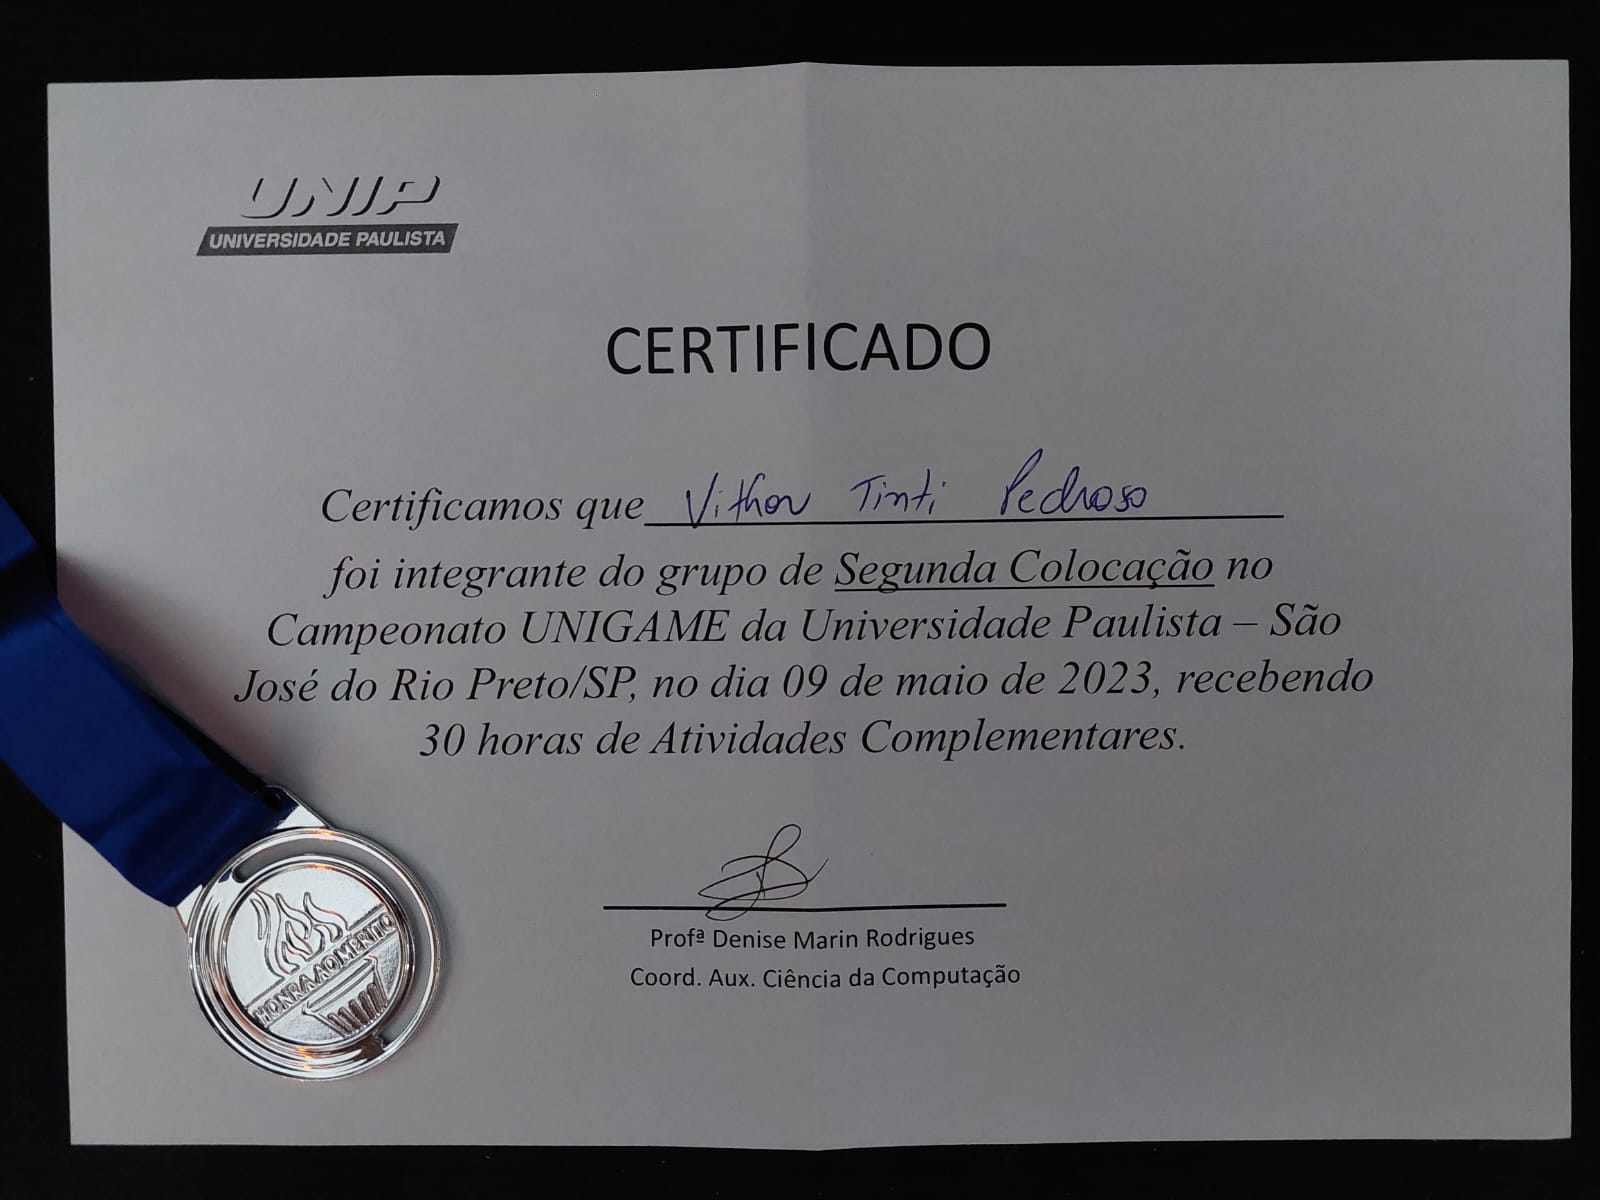 UNIP
UNIVERSIDADE PAULISTA
CERTIFICADO
Certificamos que Vithor Tinti Pedroso
foi integrante do grupo de Segunda Colocação no
Campeonato UNIGAME da Universidade Paulista – São
José do Rio Preto/SP, no dia 09 de maio de 2023, recebendo
30 horas de Atividades Complementares.
Profª Denise Marin Rodrigues
Coord. Aux. Ciência da Computação
HONRA AO MÉRITO